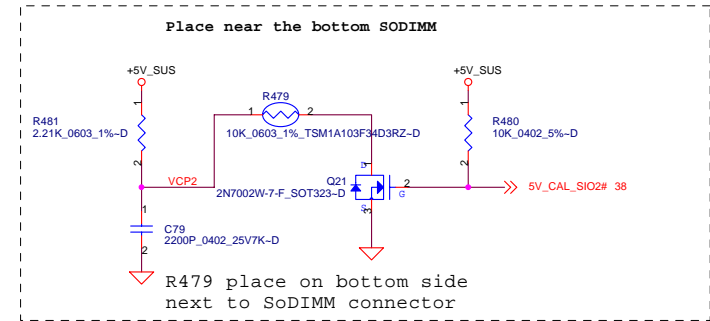 Place near the bottom SODIMM
+5V_SUS
+5V_SUS
R479
R481
2.21K_0603_1%~D
1
1
2
1
R480
10K_0402_5%~D
10K_0603_1%_TSM1A103F34D3RZ~D
2
2
D
1
Q21
2N7002W-7-F_SOT323~D
VCP2
2
G
5V_CAL_SIO2# 38
S
3
1
C79
2200P_0402_25V7K~D
2
R479 place on bottom side
next to SoDIMM connector